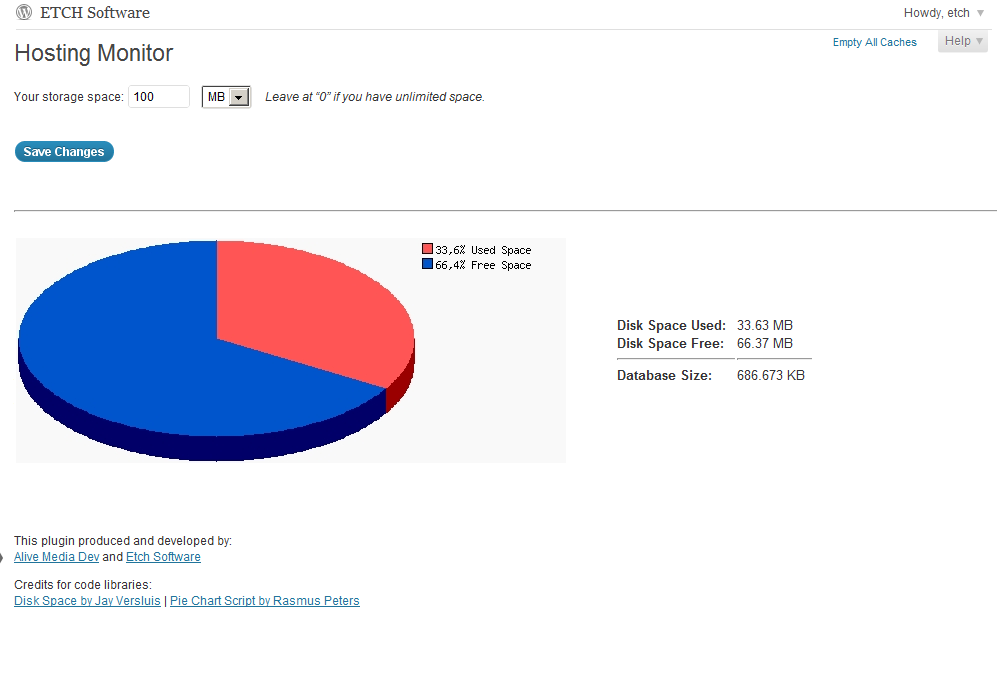 ETCH Software
Howdy, etch
Hosting Monitor
Empty All Caches
Help
Your storage space: 100 MB Leave at "0" if you have unlimited space.
Save Changes
33,6% Used Space
66,4% Free Space
Disk Space Used: 33.63 MB
Disk Space Free: 66.37 MB
Database Size: 686.673 KB
This plugin produced and developed by:
Alive Media Dev and Etch Software
Credits for code libraries:
Disk Space by Jay Versluis | Pie Chart Script by Rasmus Peters